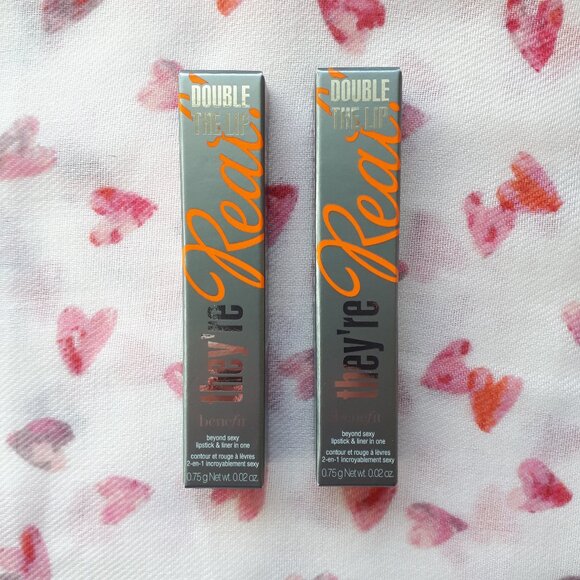 DOUBLE
THE LIP
they're
Real!
benefit
beyond sexy
lipstick & liner in one
contour et rouge à lèvres
2-en-1 incroyablement sexy
0.75 g Net wt. 0.02 oz.
DOUBLE
THE LIP
they're
Real!
benefit
beyond sexy
lipstick & liner in one
contour et rouge à lèvres
2-en-1 incroyablement sexy
0.75 g Net wt. 0.02 oz.